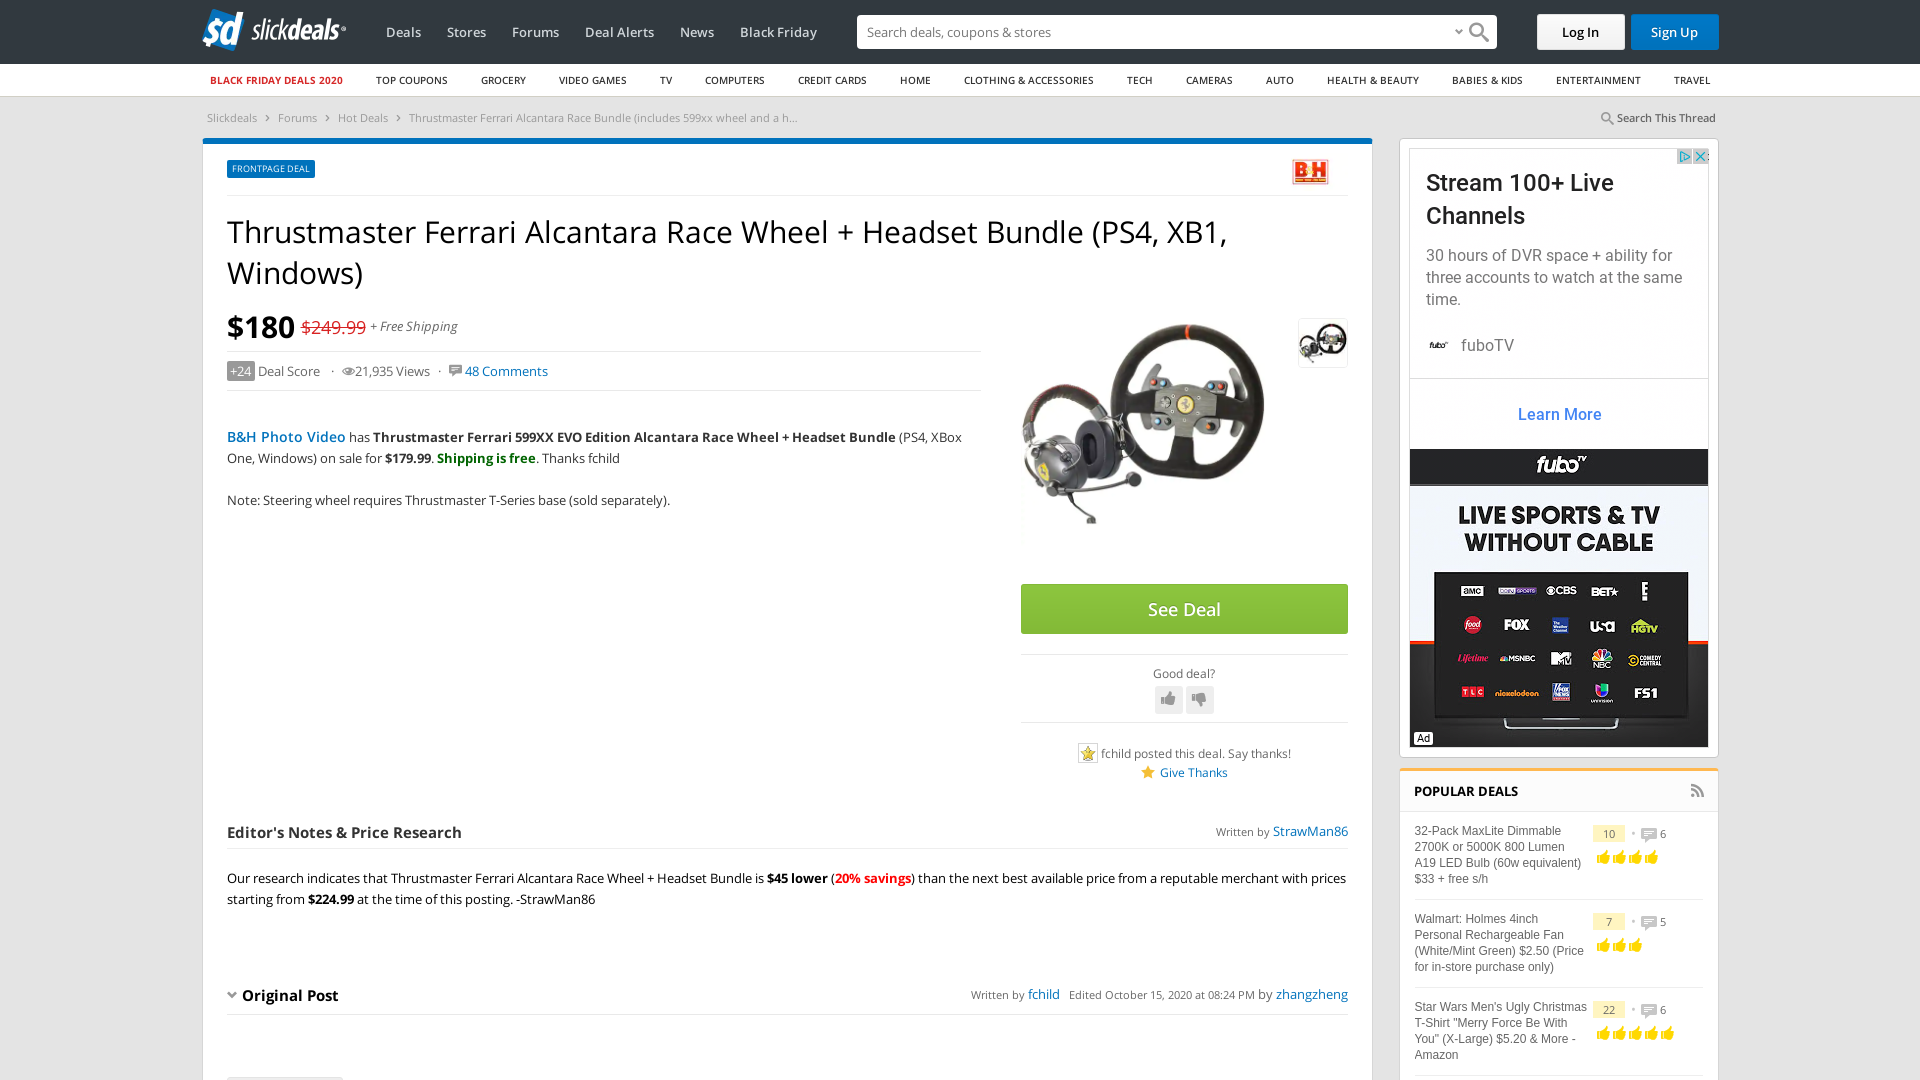 slickdeals
Deals
Stores
Forums
Deal Alerts
News
Black Friday
Search deals, coupons & shopping
Log In
Sign Up
BLACK FRIDAY DEALS 2020
TOP COUPONS
GROCERY
VIDEO GAMES
TV
COMPUTERS
CREDIT CARDS
HOME
CLOTHING & ACCESSORIES
TECH
CAMERAS
AUTO
HEALTH & BEAUTY
BABIES & KIDS
ENTERTAINMENT
TRAVEL
Slickdeals › Forums › Hot Deals › Thrustmaster Ferrari Alcantara Race Bundle (includes 599xx wheel and a h...
Search This Thread
FRONTPAGE DEAL
B&H
Thrustmaster Ferrari Alcantara Race Wheel + Headset Bundle (PS4, XB1,
Windows)
$180 $249.99 + Free Shipping
+24 Deal Score · 21,935 Views · 48 Comments
B&H Photo Video has Thrustmaster Ferrari 599XX EVO Edition Alcantara Race Wheel + Headset Bundle (PS4, XBox
One, Windows) on sale for $179.99. Shipping is free. Thanks fchild
Note: Steering wheel requires Thrustmaster T-Series base (sold separately).
See Deal
Good deal?
fchild posted this deal. Say thanks!
Give Thanks
Editor's Notes & Price Research
Written by StrawMan86
Our research indicates that Thrustmaster Ferrari Alcantara Race Wheel + Headset Bundle is $45 lower (20% savings) than the next best available price from a reputable merchant with prices
starting from $224.99 at the time of this posting. -StrawMan86
Original Post
Written by fchild Edited October 15, 2020 at 08:24 PM by zhangzheng
Stream 100+ Live
Channels
30 hours of DVR space + ability for
three accounts to watch at the same
time.
fubo
fuboTV
Learn More
fuboTV
LIVE SPORTS & TV
WITHOUT CABLE
amc beIN SPORTS CBS BET★ E
food FOX The Weather Channel USA HGTV
Lifetime MSNBC MTV NBC COMEDY CENTRAL
TLC nickelodeon FOX NEWS univision FS1
Ad
POPULAR DEALS
32-Pack MaxLite Dimmable
2700K or 5000K 800 Lumen
A19 LED Bulb (60w equivalent)
$33 + free s/h
10 • 6
Walmart: Holmes 4inch
Personal Rechargeable Fan
(White/Mint Green) $2.50 (Price
for in-store purchase only)
7 • 5
Star Wars Men's Ugly Christmas
T-Shirt "Merry Force Be With
You" (X-Large) $5.20 & More -
Amazon
22 • 6